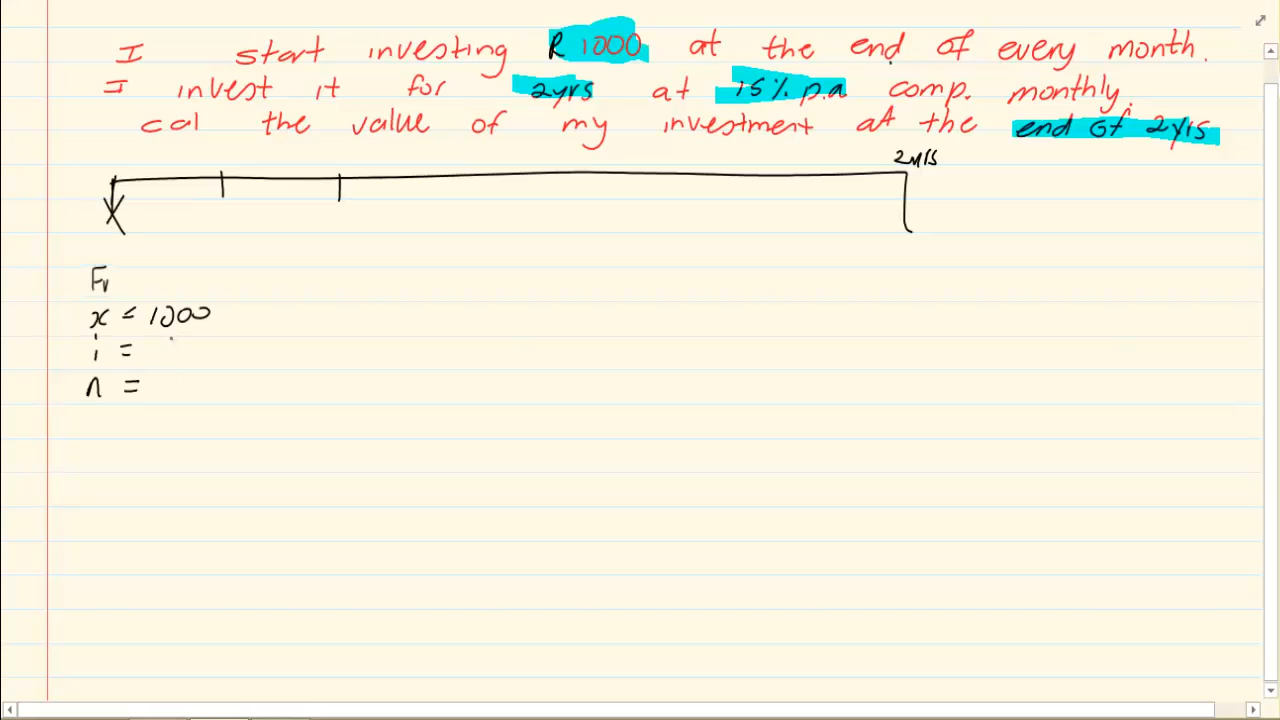 I start investing R 1000 at the end of every month.
I invest it for 2yrs at 15% p.a comp. monthly.
cal the value of my investment at the end of 2yrs
2yrs
Fv
x = 1000
i =
n =